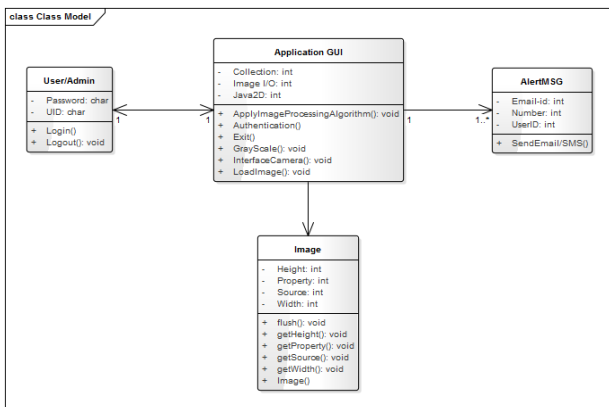 class Class Model
User/Admin
- Password: char
- UID: char
+ Login()
+ Logout(): void
1
1
Application GUI
- Collection: int
- Image I/O: int
- Java2D: int
+ ApplyImageProcessingAlgorithm(): void
+ Authentication()
+ Exit()
+ GrayScale(): void
+ InterfaceCamera(): void
+ LoadImage(): void
1
1..*
AlertMSG
- Email-id: int
- Number: int
- UserID: int
+ SendEmail/SMS()
Image
- Height: int
- Property: int
- Source: int
- Width: int
+ flush(): void
+ getHeight(): void
+ getProperty(): void
+ getSource(): void
+ getWidth(): void
+ Image()